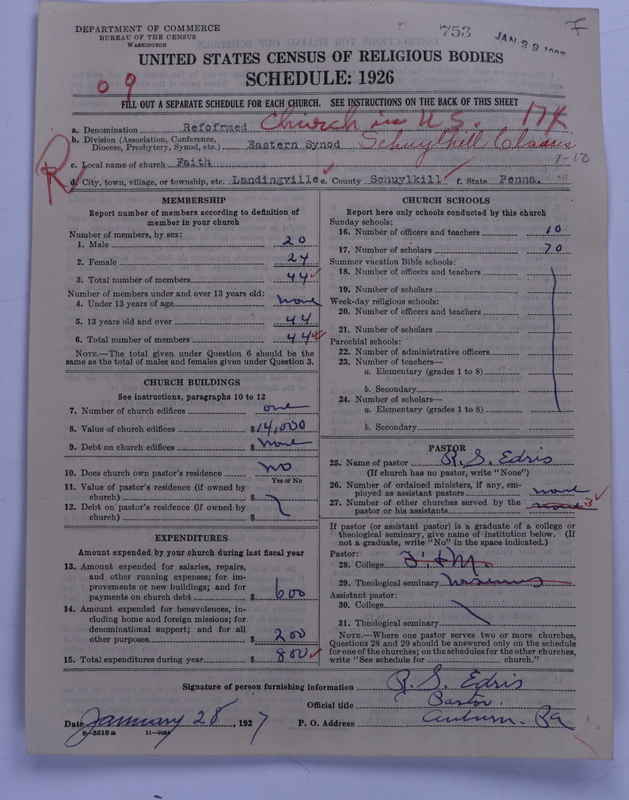 DEPARTMENT OF COMMERCE
BUREAU OF THE CENSUS
WASHINGTON
753
JAN 29 1927
UNITED STATES CENSUS OF RELIGIOUS BODIES
SCHEDULE: 1926
0 9
FILL OUT A SEPARATE SCHEDULE FOR EACH CHURCH. SEE INSTRUCTIONS ON THE BACK OF THIS SHEET
a. Denomination Refofrmed Church in U.S. 17K
b. Division (Association, Conference, Diocese, Presbytery, Synod, etc.) Eastern Synod Schuylkill Classis
7-10
c. Local name of church Faith
R
d. City, town, village, or township, etc. Landingville e. County Schuylkill f. State Penna.
MEMBERSHIP
Report number of members according to definition of
member in your church
Number of members, by sex:
1. Male 20
2. Female 24
3. Total number of members 44
Number of members under and over 13 years old:
4. Under 13 years of age none
5. 13 years old and over 44
6. Total number of members 44
NOTE.—The total given under Question 6 should be
same as the total of males and females given under Question 3.
CHURCH BUILDINGS
See instructions, paragraphs 10 to 12
7. Number of church edifices one
8. Value of church edifices $14,000
9. Debt on church edifices $ none
10. Does church own pastor's residence no
Yes or No
11. Value of pastor's residence (if owned by
church) $
12. Debt on pastor's residence (if owned by
church) $
EXPENDITURES
Amount expended by your church during last fiscal year
13. Amount expended for salaries, repairs,
and other running expenses; for im-
provements or new buildings; and for
payments on church debt $ 600
14. Amount expended for benevolences, in-
cluding home and foreign missions; for
denominational support; and for all
other purposes $ 200
15. Total expenditures during year $ 800
CHURCH SCHOOLS
Report here only schools conducted by this church
Sunday schools:
16. Number of officers and teachers 10
17. Number of scholars 70
Summer vacation Bible schools:
18. Number of officers and teachers
19. Number of scholars
Week-day religious schools:
20. Number of officers and teachers
21. Number of scholars
Parochial schools:
22. Number of administrative officers
23. Number of teachers—
a. Elementary (grades 1 to 8)
b. Secondary
24. Number of scholars—
a. Elementary (grades 1 to 8)
b. Secondary
PASTOR
25. Name of pastor R. S. Edris
(If church has no pastor, write "None")
26. Number of ordained ministers, if any, em-
ployed as assistant pastors none
27. Number of other churches served by the
pastor or his assistants none 3
If pastor (or assistant pastor) is a graduate of a college or
theological seminary, give name of institution below. (If
not a graduate, write "No" in the space indicated.)
Pastor:
28. College F. & M.
29. Theological seminary Ursinus
Assistant pastor:
30. College
31. Theological seminary
NOTE.—Where one pastor serves two or more churches,
Questions 28 and 29 should be answered only on the schedule
for one of the churches; on the schedules for the other churches,
write "See schedule for church."
Signature of person furnishing information R. S. Edris
Official title Pastor
Date January 28, 1927 P. O. Address Auburn. Pa